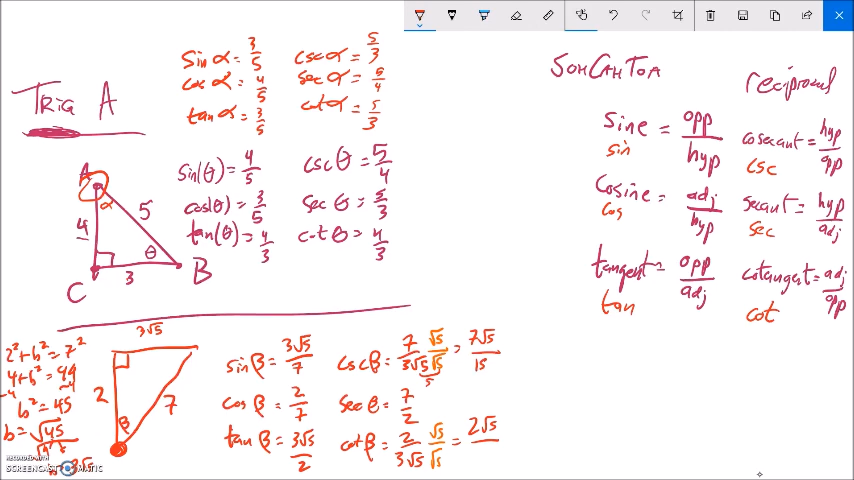 sin α = 3/5
csc α = 5/3
cos α = 4/5
sec α = 5/4
tan α = 3/5
cot α = 5/3
TRIG A
A
α
4
5
θ
3
C
B
sin(θ) = 4/5
csc θ = 5/4
cos(θ) = 3/5
sec θ = 5/3
tan(θ) = 4/3
cot θ = 4/3
SOHCAHTOA
reciprocal
sine = opp/hyp
sin
cosecant = hyp/opp
csc
cosine = adj/hyp
cos
secant = hyp/adj
sec
tangent = opp/adj
tan
cotangent = adj/opp
cot
2² + b² = 7²
4 + b² = 49
-4 -4
b² = 45
b = √45
3√5
2
7
β
sin β = 3√5/7
csc β = 7/3√5 √5/√5 = 7√5/15
5
cos β = 2/7
sec θ = 7/2
tan β = 3√5/2
cot β = 2/3√5 √5/√5 = 2√5
RECORDED WITH
SCREENCAST MATIC